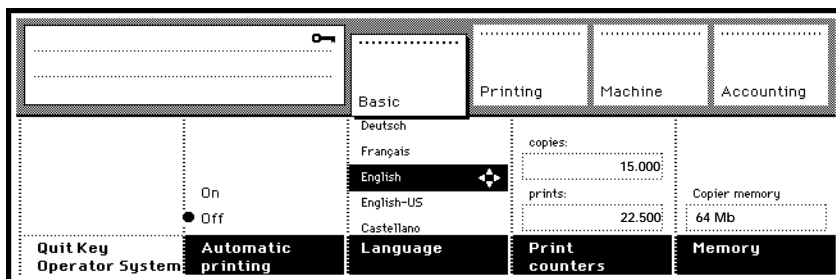 Basic
Printing
Machine
Accounting
Deutsch
Français
English
English-US
Castellano
On
Off
copies:
15.000
prints:
22.500
Copier memory
64 Mb
Quit Key
Operator System
Automatic
printing
Language
Print
counters
Memory